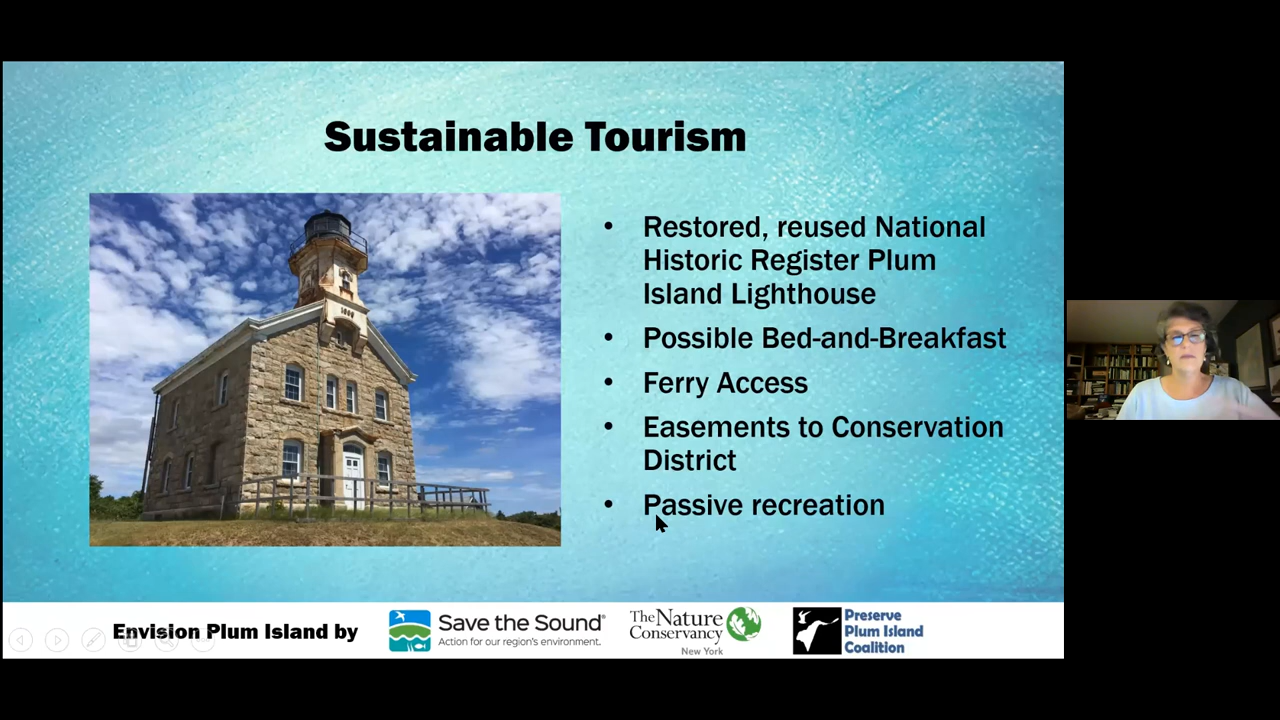 Sustainable Tourism
• Restored, reused National
Historic Register Plum
Island Lighthouse
• Possible Bed-and-Breakfast
• Ferry Access
• Easements to Conservation
District
• Passive recreation
Envision Plum Island by
Save the Sound®
Action for our region's environment.
The Nature
Conservancy
New York
Preserve
Plum Island
Coalition